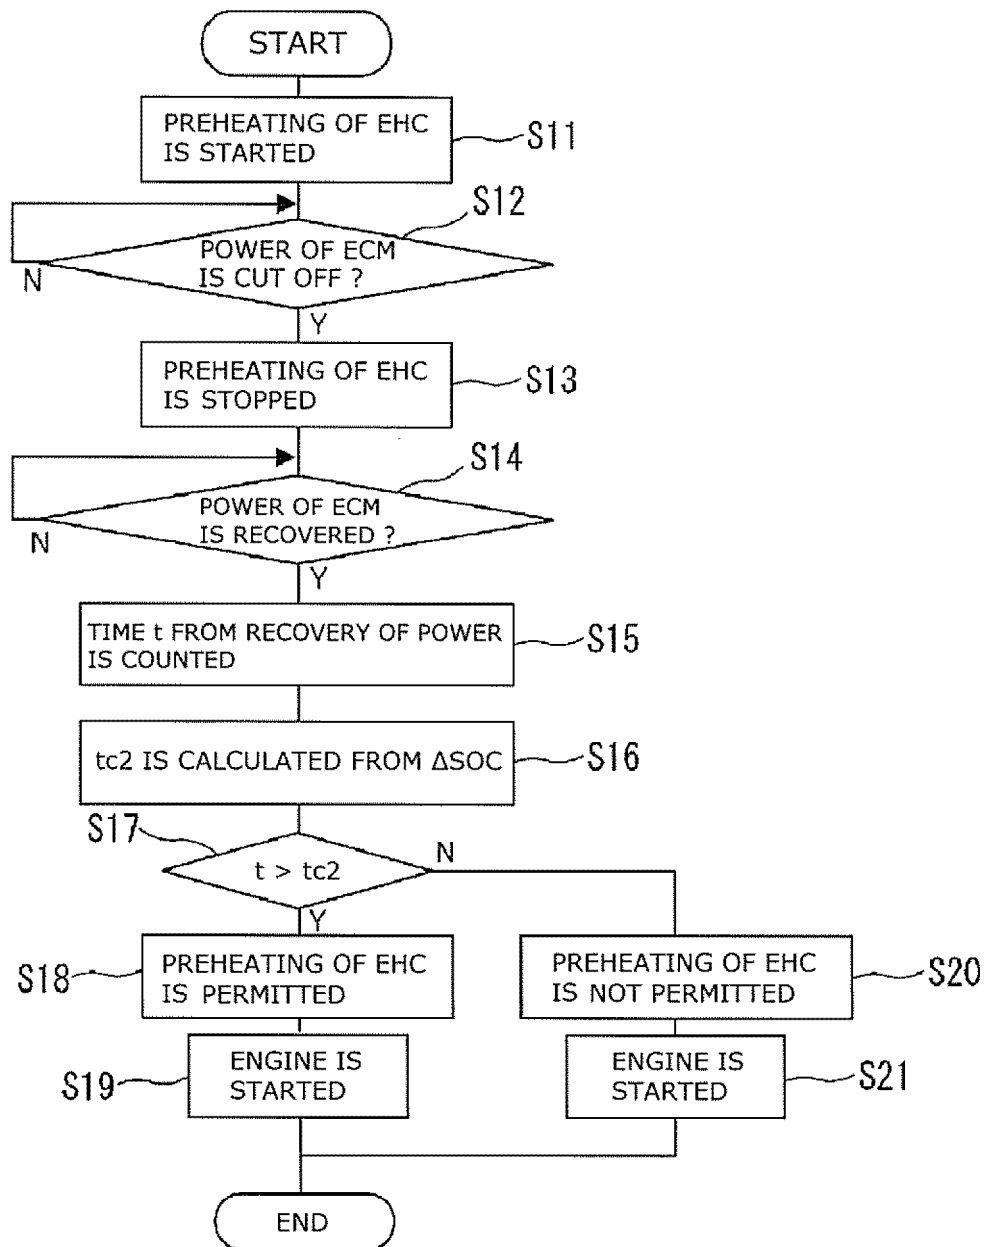 START
PREHEATING OF EHC
IS STARTED
S11
S12
POWER OF ECM
IS CUT OFF ?
N
Y
PREHEATING OF EHC
IS STOPPED
S13
S14
POWER OF ECM
IS RECOVERED ?
N
Y
TIME t FROM RECOVERY OF POWER
IS COUNTED
S15
tc2 IS CALCULATED FROM ΔSOC
S16
S17
t > tc2
N
Y
S18
PREHEATING OF EHC
IS PERMITTED
PREHEATING OF EHC
IS NOT PERMITTED
S20
S19
ENGINE IS
STARTED
ENGINE IS
STARTED
S21
END